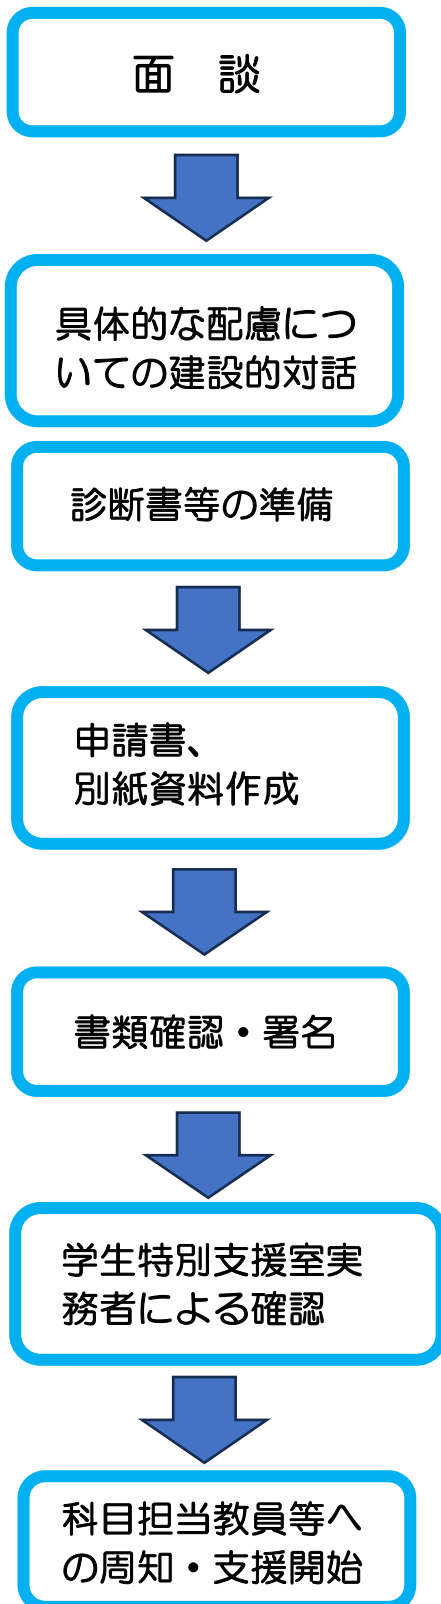 面　談
具体的な配慮につ
いての建設的対話
診断書等の準備
申請書、
別紙資料作成
書類確認・署名
学生特別支援室実
務者による確認
科目担当教員等へ
の周知・支援開始